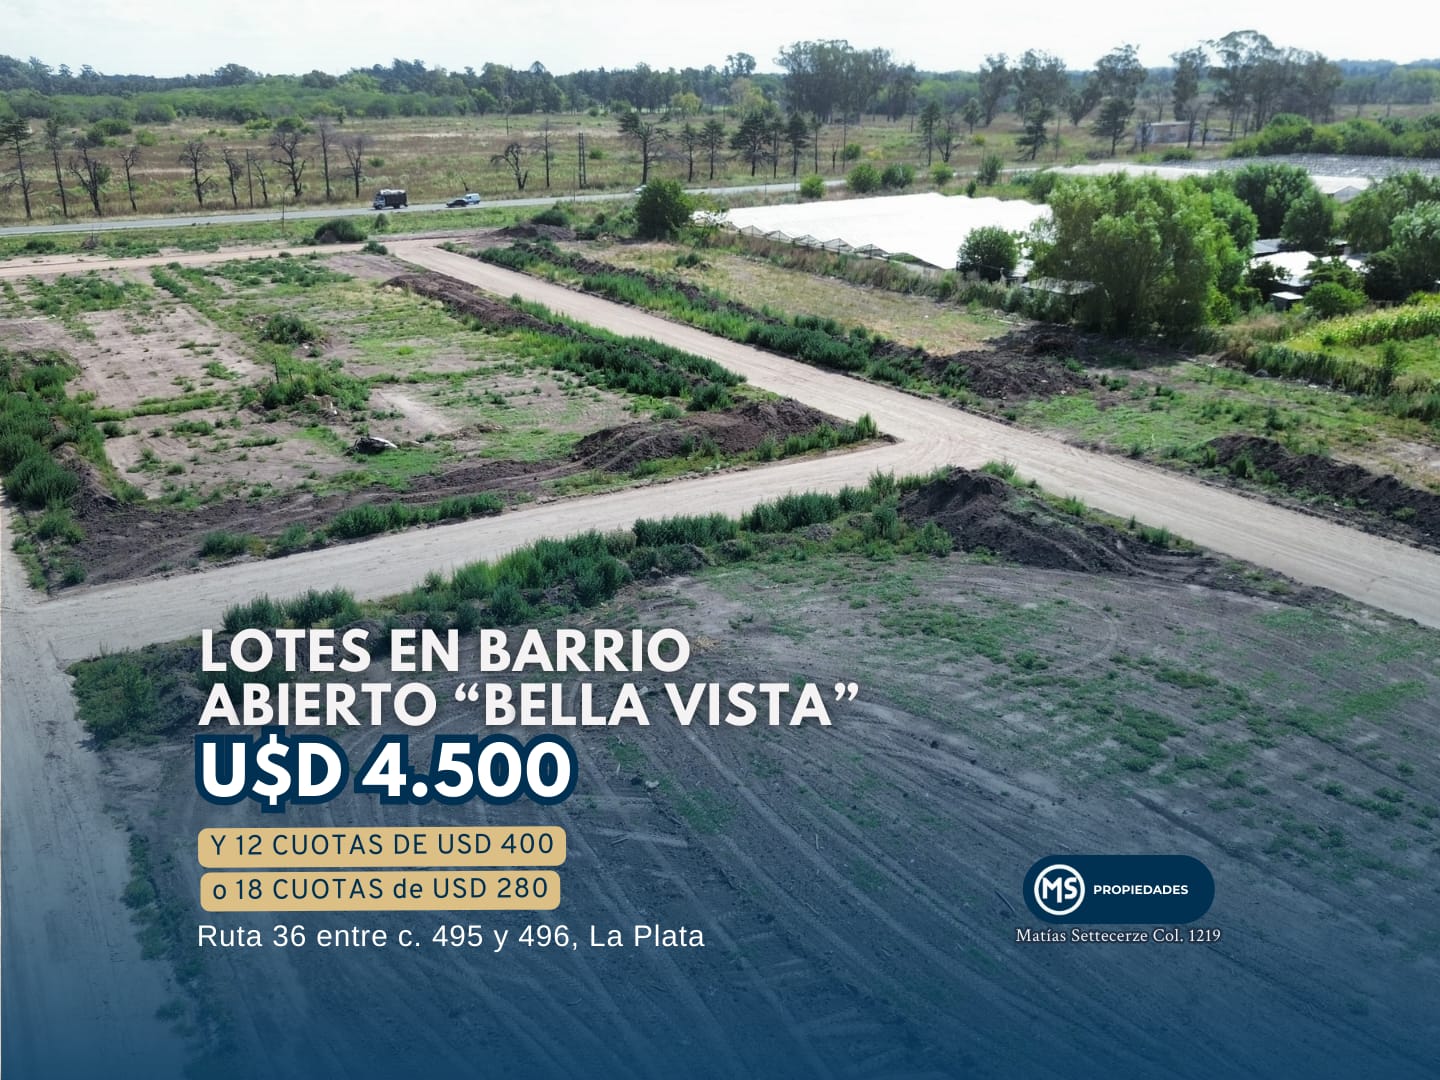 LOTES EN BARRIO
ABIERTO “BELLA VISTA”
U$D 4.500
Y 12 CUOTAS DE USD 400
o 18 CUOTAS de USD 280
Ruta 36 entre c. 495 y 496, La Plata
MS PROPIEDADES
Matías Settecerze Col. 1219